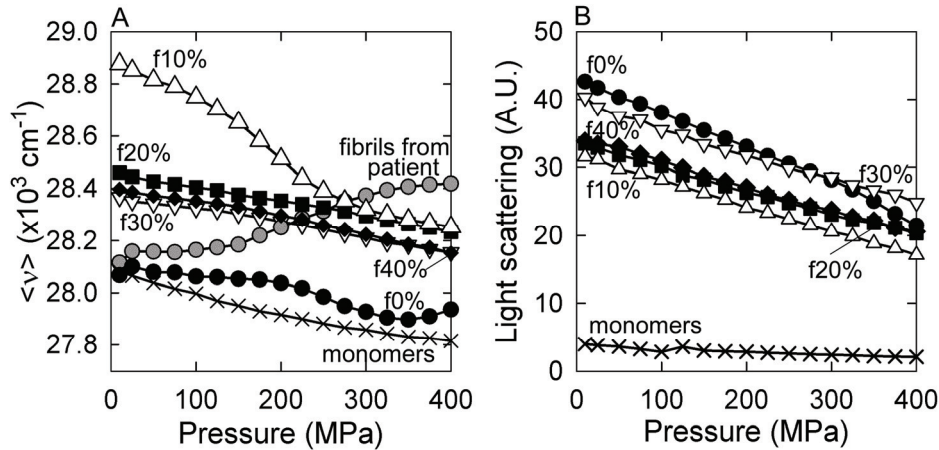 A
29.0
28.8
28.6
28.4
28.2
28.0
27.8
<ν> (x10³ cm⁻¹)
f10%
f20%
fibrils from
patient
f30%
f40%
f0%
monomers
0 100 200 300 400
Pressure (MPa)
B
50
40
30
20
10
0
Light scattering (A.U.)
f0%
f40%
f30%
f10%
f20%
monomers
0 100 200 300 400
Pressure (MPa)